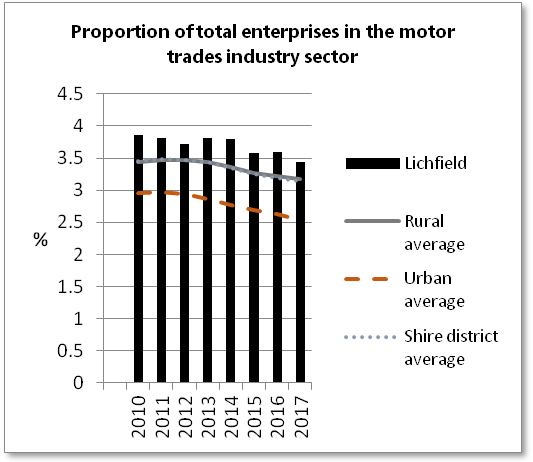 Proportion of total enterprises in the motor
trades industry sector
4.5
4
3.5
3
2.5
2
1.5
1
0.5
0
%
2010
2011
2012
2013
2014
2015
2016
2017
Lichfield
Rural
average
Urban
average
Shire district
average